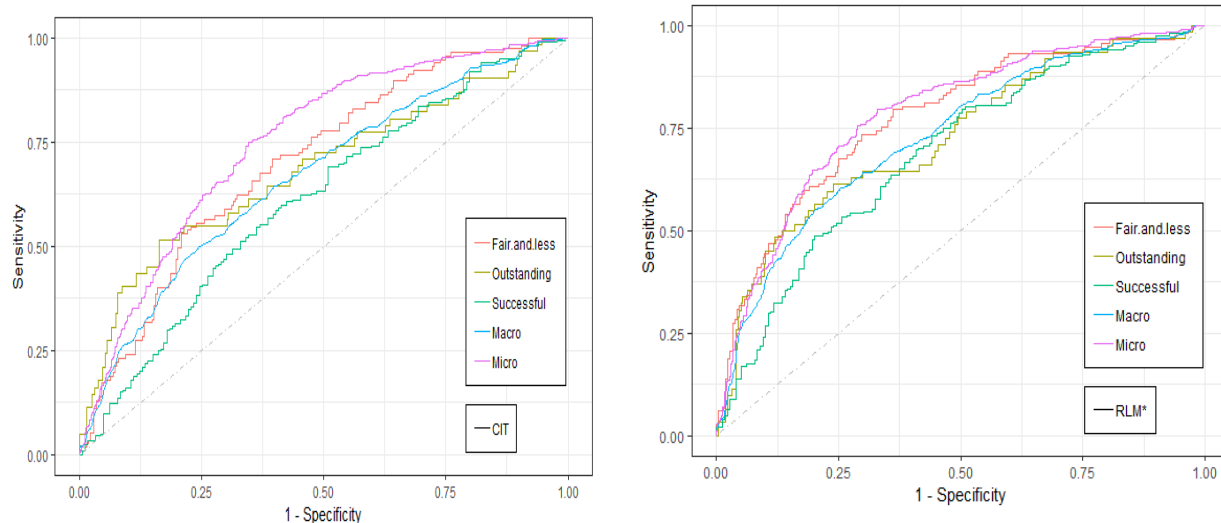 1.00
0.75
0.50
0.25
0.00
Sensitivity
Fair.and.less
Outstanding
Successful
Macro
Micro
CIT
0.00 0.25 0.50 0.75 1.00
1 - Specificity
1.00
0.75
0.50
0.25
0.00
Sensitivity
Fair.and.less
Outstanding
Successful
Macro
Micro
RLM*
0.00 0.25 0.50 0.75 1.00
1 - Specificity